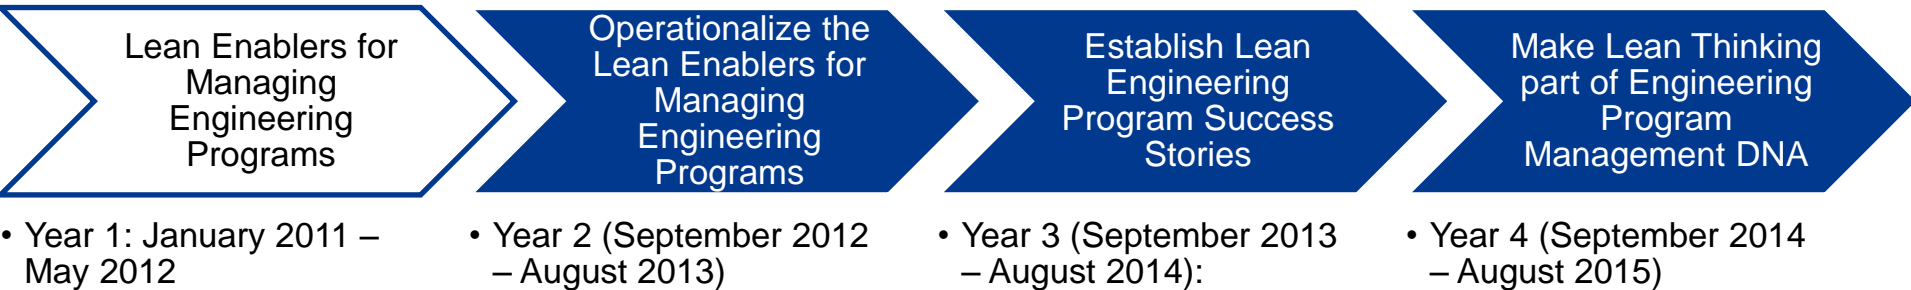 Lean Enablers for
Managing
Engineering
Programs
Operationalize the
Lean Enablers for
Managing
Engineering
Programs
Establish Lean
Engineering
Program Success
Stories
Make Lean Thinking
part of Engineering
Program
Management DNA
• Year 1: January 2011 –
May 2012
• Year 2 (September 2012
– August 2013)
• Year 3 (September 2013
– August 2014):
• Year 4 (September 2014
– August 2015)